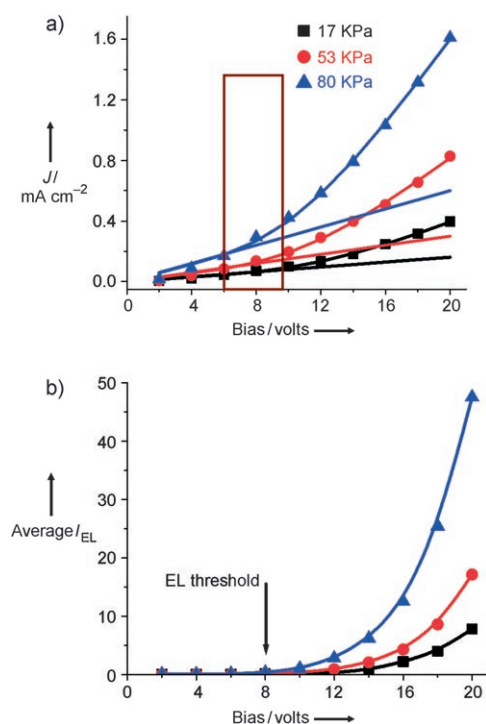 a)
17 KPa
53 KPa
80 KPa
1.6
1.2
0.8
0.4
0.0
J/
mA cm⁻²
0 4 8 12 16 20
Bias/volts
b)
50
40
30
20
10
0
Average I_EL
EL threshold
0 4 8 12 16 20
Bias/volts